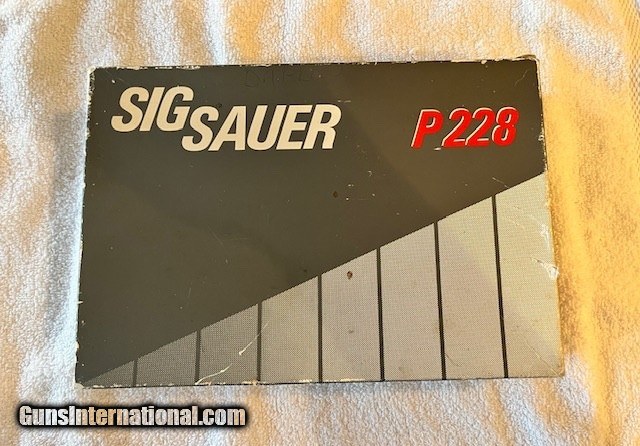 SIG SAUER P228
GunsInternational.com